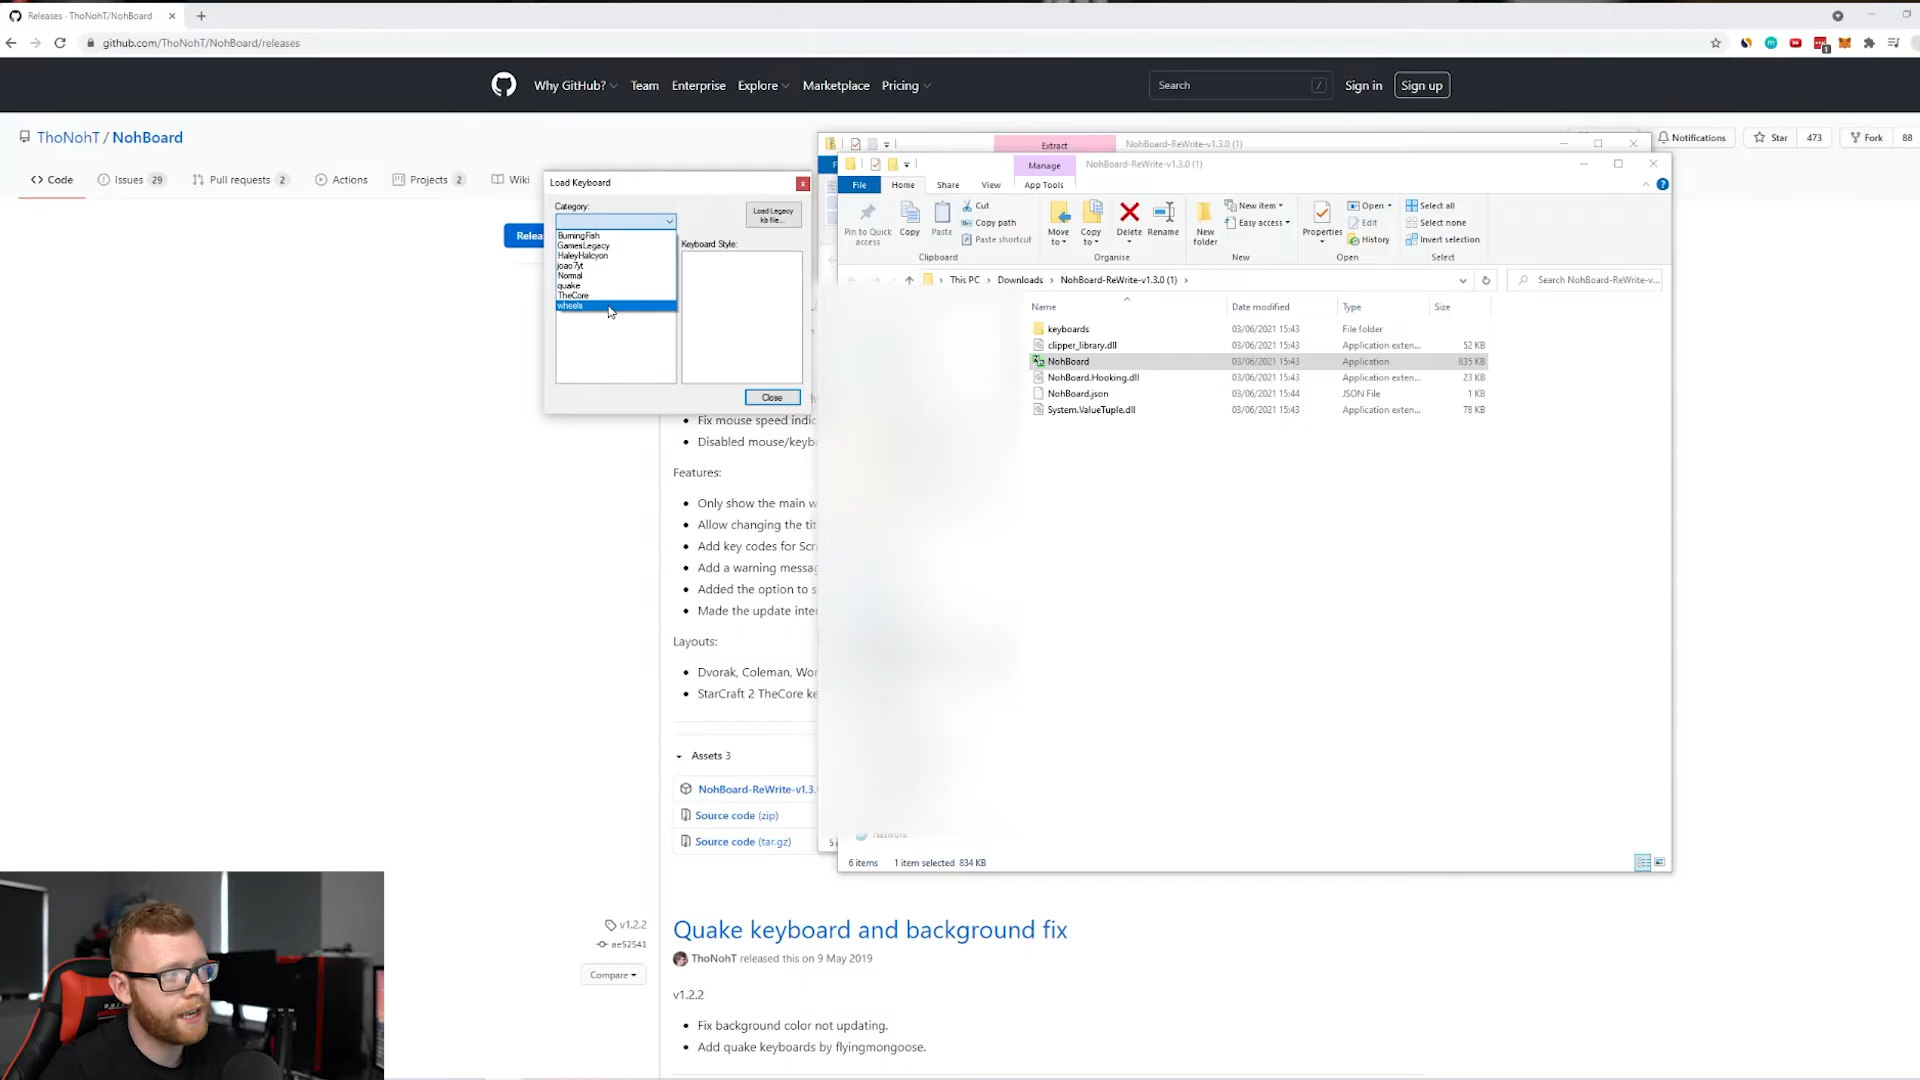 Releases · ThoNohT/NohBoard
github.com/ThoNohT/NohBoard/releases
Why GitHub?
Team
Enterprise
Explore
Marketplace
Pricing
Search
/
Sign in
Sign up
ThoNohT / NohBoard
Notifications
Star
473
Fork
88
Code
Issues 29
Pull requests 2
Actions
Projects 2
Wiki
Load Keyboard
Category:
Load Legacy
kb file...
BurningFish
GamesLegacy
HaleyHalcyon
joao7yt
Normal
quake
TheCore
wheels
Keyboard Style:
Close
Extract
NohBoard-ReWrite-v1.3.0 (1)
Manage
NohBoard-ReWrite-v1.3.0 (1)
File
Home
Share
View
App Tools
Pin to Quick
access
Copy
Paste
Cut
Copy path
Paste shortcut
Clipboard
Move
to
Copy
to
Delete
Rename
Organise
New
folder
New item
Easy access
New
Properties
Open
Edit
History
Open
Select all
Select none
Invert selection
Select
This PC
Downloads
NohBoard-ReWrite-v1.3.0 (1)
Search NohBoard-ReWrite-v...
Name
Date modified
Type
Size
keyboards 03/06/2021 15:43 File folder
clipper_library.dll 03/06/2021 15:43 Application exten... 52 KB
NohBoard 03/06/2021 15:43 Application 835 KB
NohBoard.Hooking.dll 03/06/2021 15:43 Application exten... 23 KB
NohBoard.json 03/06/2021 15:44 JSON File 1 KB
System.ValueTuple.dll 03/06/2021 15:43 Application exten... 78 KB
Network
6 items 1 item selected 834 KB
Fix mouse speed indic
Disabled mouse/keybo
Features:
Only show the main w
Allow changing the tit
Add key codes for Scr
Add a warning messag
Added the option to s
Made the update inter
Layouts:
Dvorak, Coleman, Wor
StarCraft 2 TheCore ke
Assets 3
NohBoard-ReWrite-v1.3.
Source code (zip)
Source code (tar.gz)
v1.2.2
ae52541
Compare
Quake keyboard and background fix
ThoNohT released this on 9 May 2019
v1.2.2
Fix background color not updating.
Add quake keyboards by flyingmongoose.